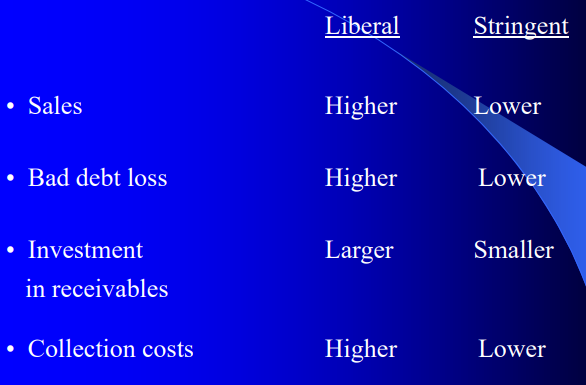 Liberal Stringent
• Sales Higher Lower
• Bad debt loss Higher Lower
• Investment Larger Smaller
in receivables
• Collection costs Higher Lower